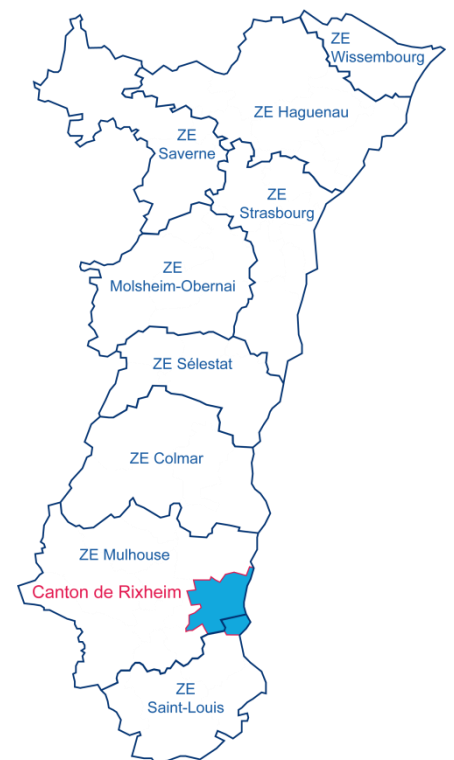 ZE
Wissembourg
ZE Haguenau
ZE
Saverne
ZE
Strasbourg
ZE
Molsheim-Obernai
ZE Sélestat
ZE Colmar
ZE Mulhouse
Canton de Rixheim
ZE
Saint-Louis